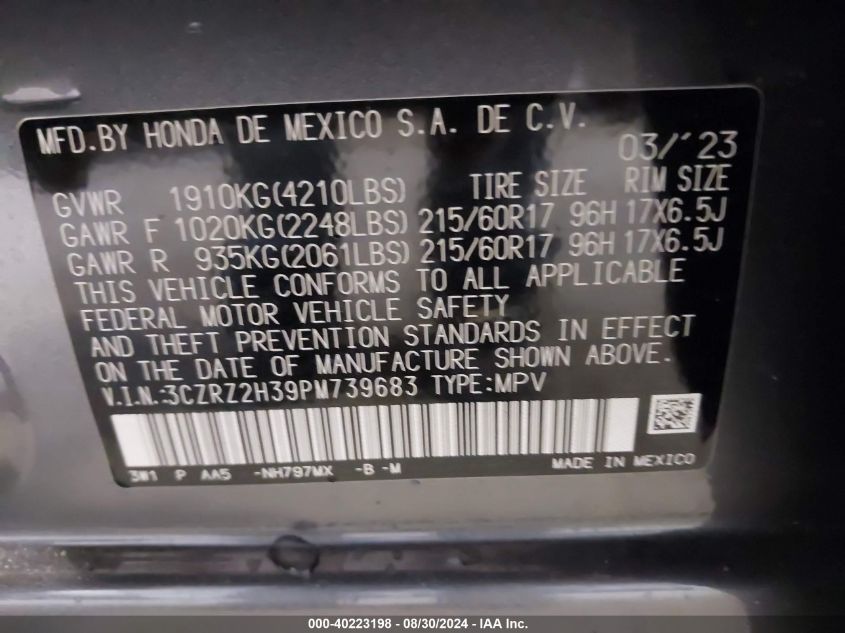 MFD.BY HONDA DE MEXICO S.A. DE C.V.
03/´23
GVWR 1910KG(4210LBS) TIRE SIZE RIM SIZE
GAWR F 1020KG(2248LBS) 215/60R17 96H 17X6.5J
GAWR R 935KG(2061LBS) 215/60R17 96H 17X6.5J
THIS VEHICLE CONFORMS TO ALL APPLICABLE
FEDERAL MOTOR VEHICLE SAFETY
AND THEFT PREVENTION STANDARDS IN EFFECT
ON THE DATE OF MANUFACTURE SHOWN ABOVE.
V.I.N.:3CZRZ2H39PM739683 TYPE:MPV
3W1 P AA5 -NH797MX -B -M MADE IN MEXICO
000-40223198 - 08/30/2024 - IAA Inc.